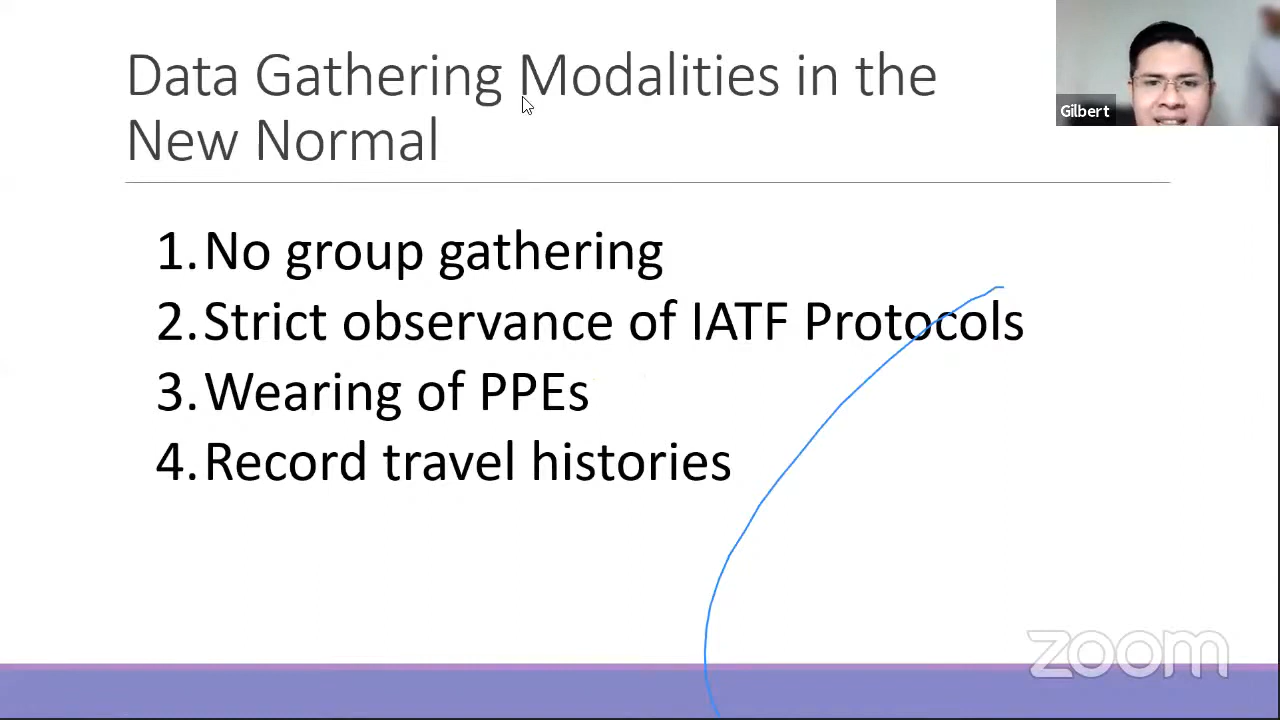 Data Gathering Modalities in the
New Normal
Gilbert
1. No group gathering
2. Strict observance of IATF Protocols
3. Wearing of PPEs
4. Record travel histories
zoom